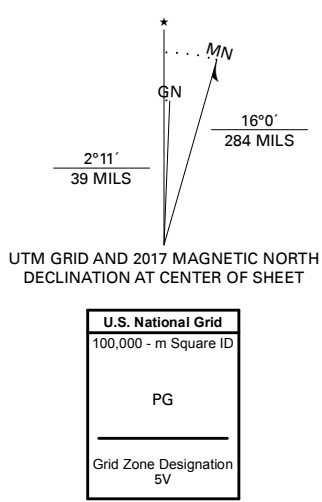 ★
MN
GN
16°0´
284 MILS
2°11´
39 MILS
UTM GRID AND 2017 MAGNETIC NORTH
DECLINATION AT CENTER OF SHEET
U.S. National Grid
100,000 - m Square ID
PG
Grid Zone Designation
5V